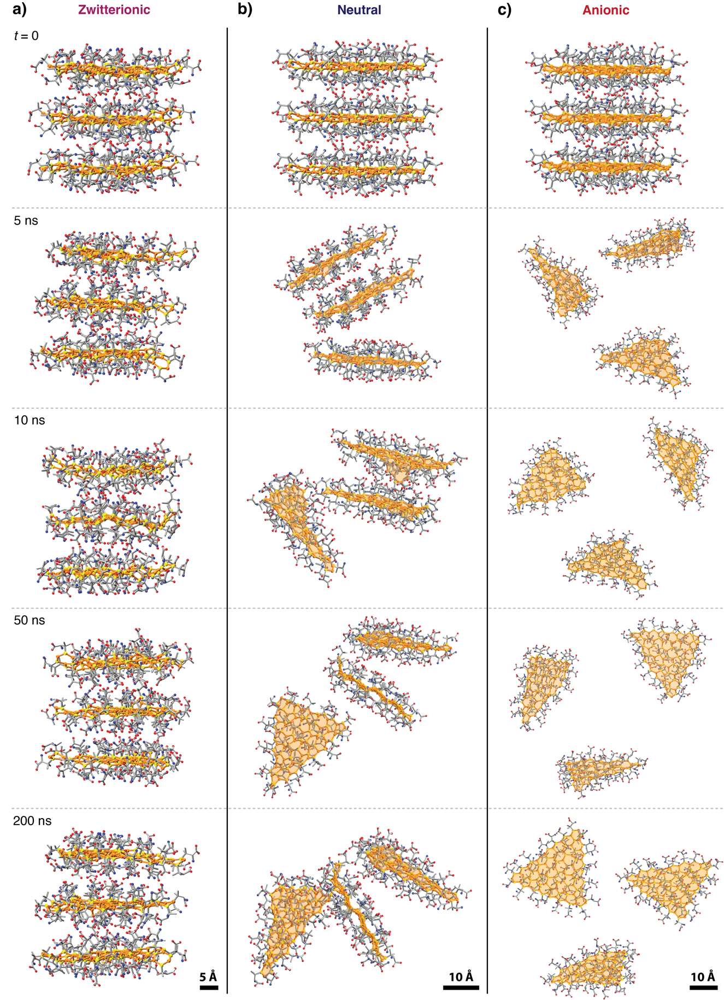 a) Zwitterionic
b) Neutral
c) Anionic
t = 0
5 ns
10 ns
50 ns
200 ns
5 Å
10 Å
10 Å